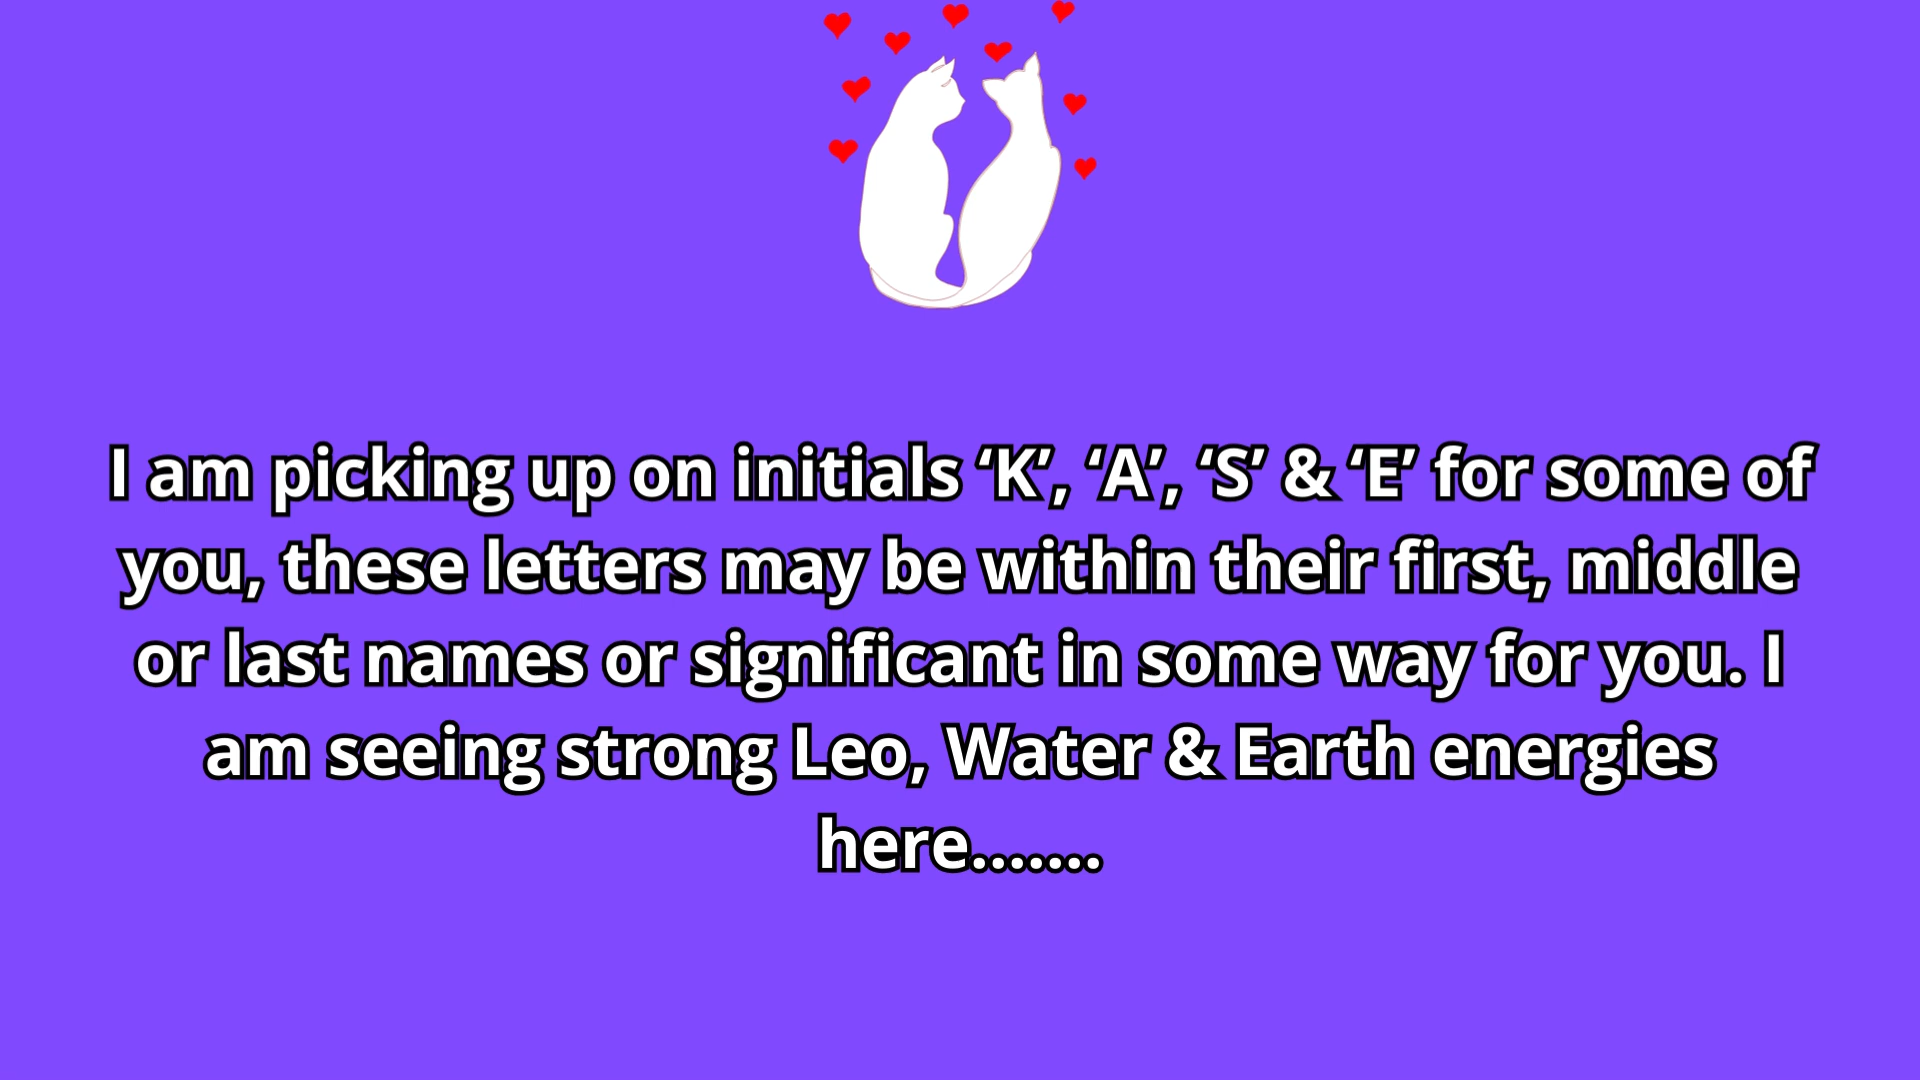 I am picking up on initials ‘K’, ‘A’, ‘S’ & ‘E’ for some of
you, these letters may be within their first, middle
or last names or significant in some way for you. I
am seeing strong Leo, Water & Earth energies
here.......